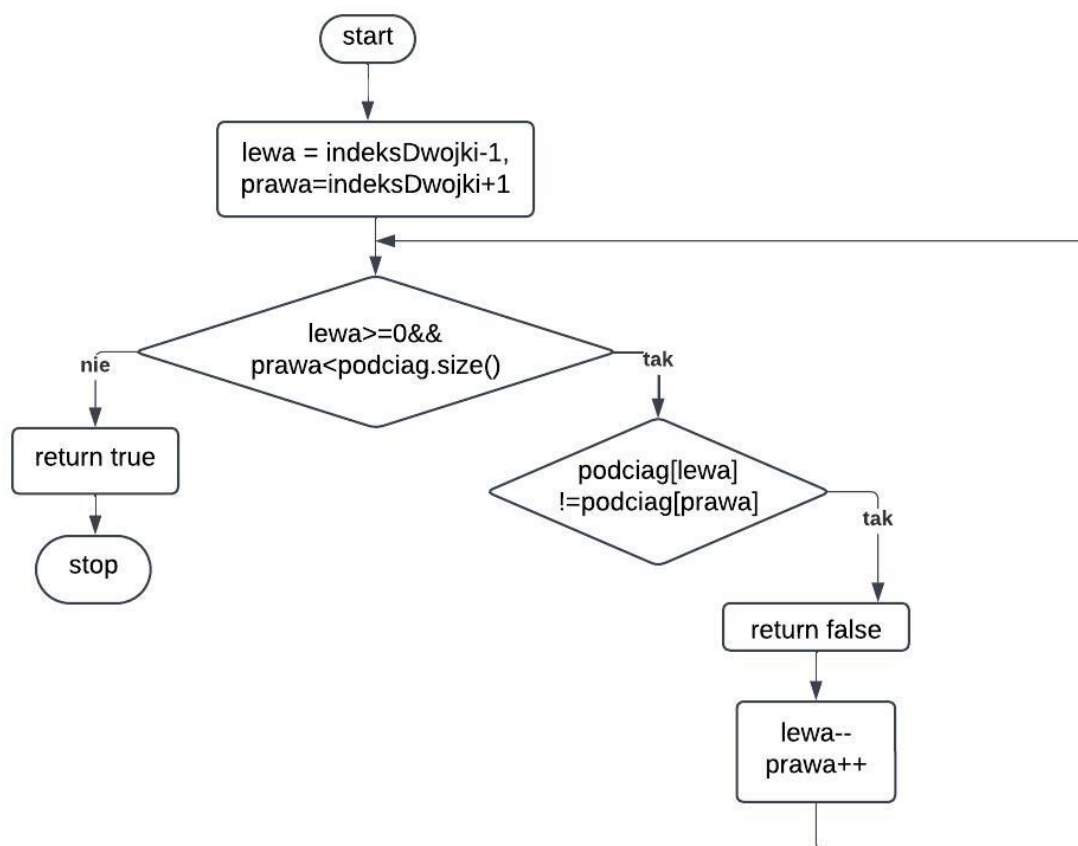 start
lewa = indeksDwojki-1,
prawa=indeksDwojki+1
lewa>=0&&
prawa<podciag.size()
nie
tak
return true
podciag[lewa]
!=podciag[prawa]
tak
stop
return false
lewa--
prawa++